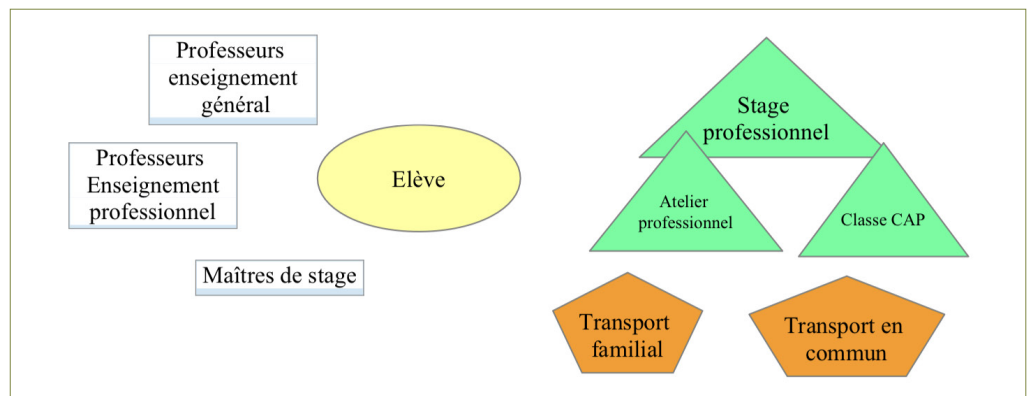 Professeurs
enseignement
général
Professeurs
Enseignement
professionnel
Maîtres de stage
Elève
Stage
professionnel
Atelier
professionnel
Classe CAP
Transport
familial
Transport en
commun